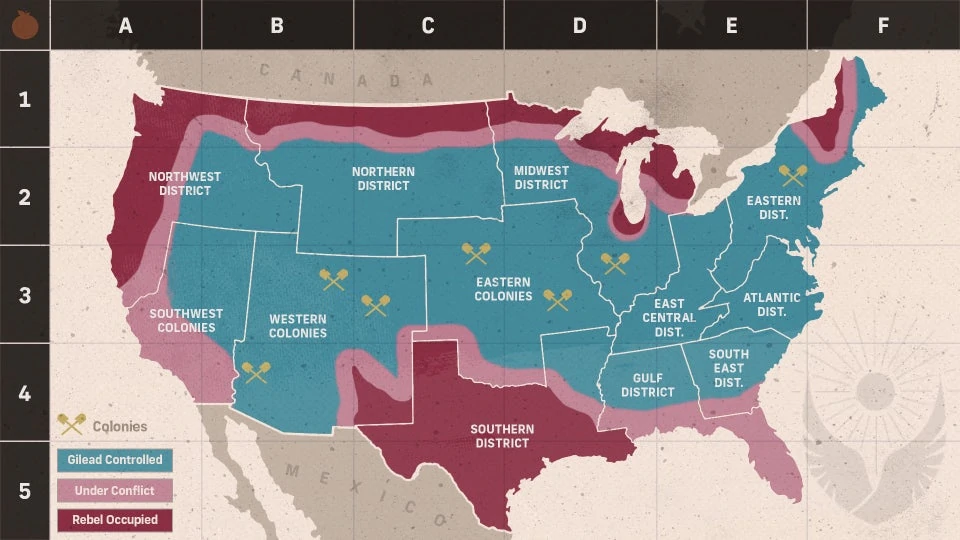 A
B
C
D
E
F
1
2
3
4
5
CANADA
NORTHWEST
DISTRICT
NORTHERN
DISTRICT
MIDWEST
DISTRICT
EASTERN
DIST.
SOUTHWEST
COLONIES
WESTERN
COLONIES
EASTERN
COLONIES
EAST
CENTRAL
DIST.
ATLANTIC
DIST.
SOUTH
EAST
DIST.
GULF
DISTRICT
SOUTHERN
DISTRICT
MEXICO
Colonies
Gilead Controlled
Under Conflict
Rebel Occupied